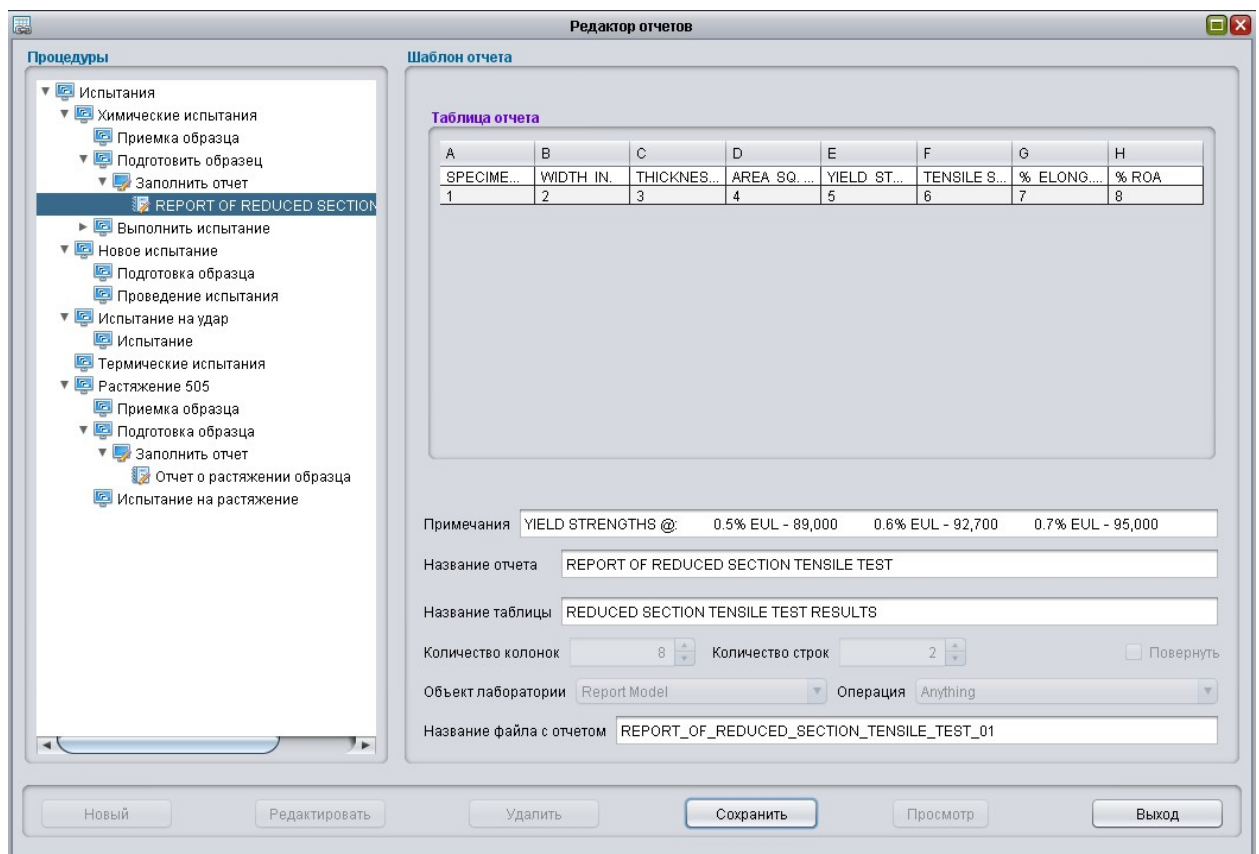 Редактор отчетов
Процедуры
Испытания
Химические испытания
Приемка образца
Подготовить образец
Заполнить отчет
REPORT OF REDUCED SECTION
Выполнить испытание
Новое испытание
Подготовка образца
Проведение испытания
Испытание на удар
Испытание
Термические испытания
Растяжение 505
Приемка образца
Подготовка образца
Заполнить отчет
Отчет о растяжении образца
Испытание на растяжение
Шаблон отчета
Таблица отчета
A B C D E F G H
SPECIME... WIDTH IN. THICKNES... AREA SQ. ... YIELD ST... TENSILE S... % ELONG.... % ROA
1 2 3 4 5 6 7 8
Примечания YIELD STRENGTHS @: 0.5% EUL - 89,000 0.6% EUL - 92,700 0.7% EUL - 95,000
Название отчета REPORT OF REDUCED SECTION TENSILE TEST
Название таблицы REDUCED SECTION TENSILE TEST RESULTS
Количество колонок 8 Количество строк 2 Повернуть
Объект лаборатории Report Model Операция Anything
Название файла с отчетом REPORT_OF_REDUCED_SECTION_TENSILE_TEST_01
Новый Редактировать Удалить Сохранить Просмотр Выход